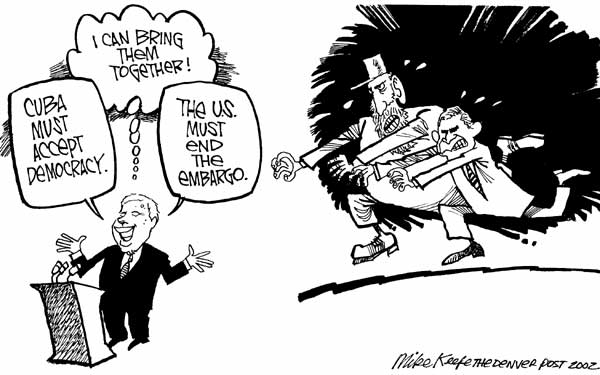 I CAN BRING
THEM
TOGETHER!
CUBA
MUST
ACCEPT
DEMOCRACY.
THE U.S.
MUST
END
THE
EMBARGO.
Mike Keefe THE DENVER POST 2002